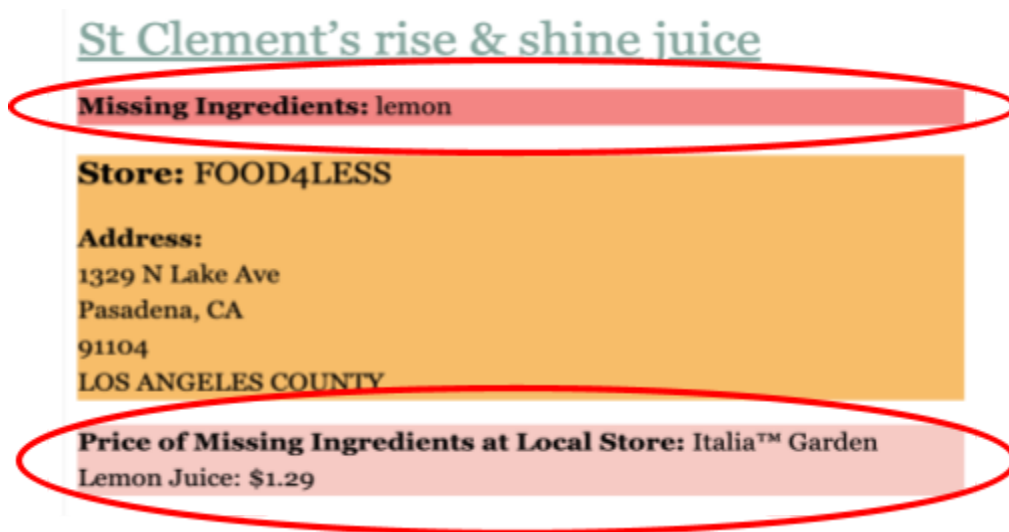 St Clement’s rise & shine juice
Missing Ingredients: lemon
Store: FOOD4LESS
Address:
1329 N Lake Ave
Pasadena, CA
91104
LOS ANGELES COUNTY
Price of Missing Ingredients at Local Store: Italia™ Garden
Lemon Juice: $1.29